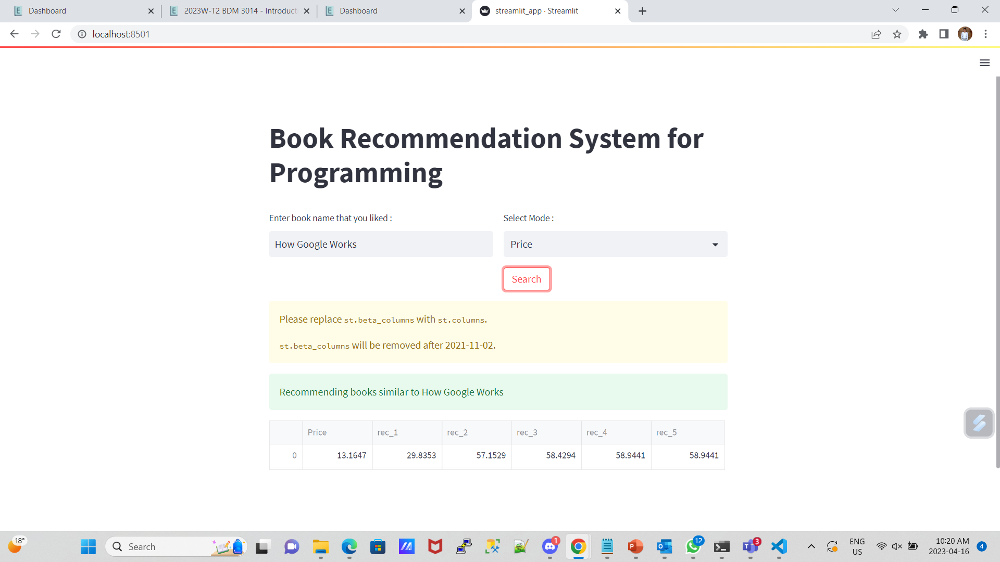 Dashboard
2023W-T2 BDM 3014 - Introducti
Dashboard
streamlit_app · Streamlit
localhost:8501
Book Recommendation System for
Programming
Enter book name that you liked :
Select Mode :
How Google Works
Price
Search
Please replace st.beta_columns with st.columns.
st.beta_columns will be removed after 2021-11-02.
Recommending books similar to How Google Works
Price rec_1 rec_2 rec_3 rec_4 rec_5
0 13.1647 29.8353 57.1529 58.4294 58.9441 58.9441
18°
Search
1
12
3
ENG
US
10:20 AM
2023-04-16
4